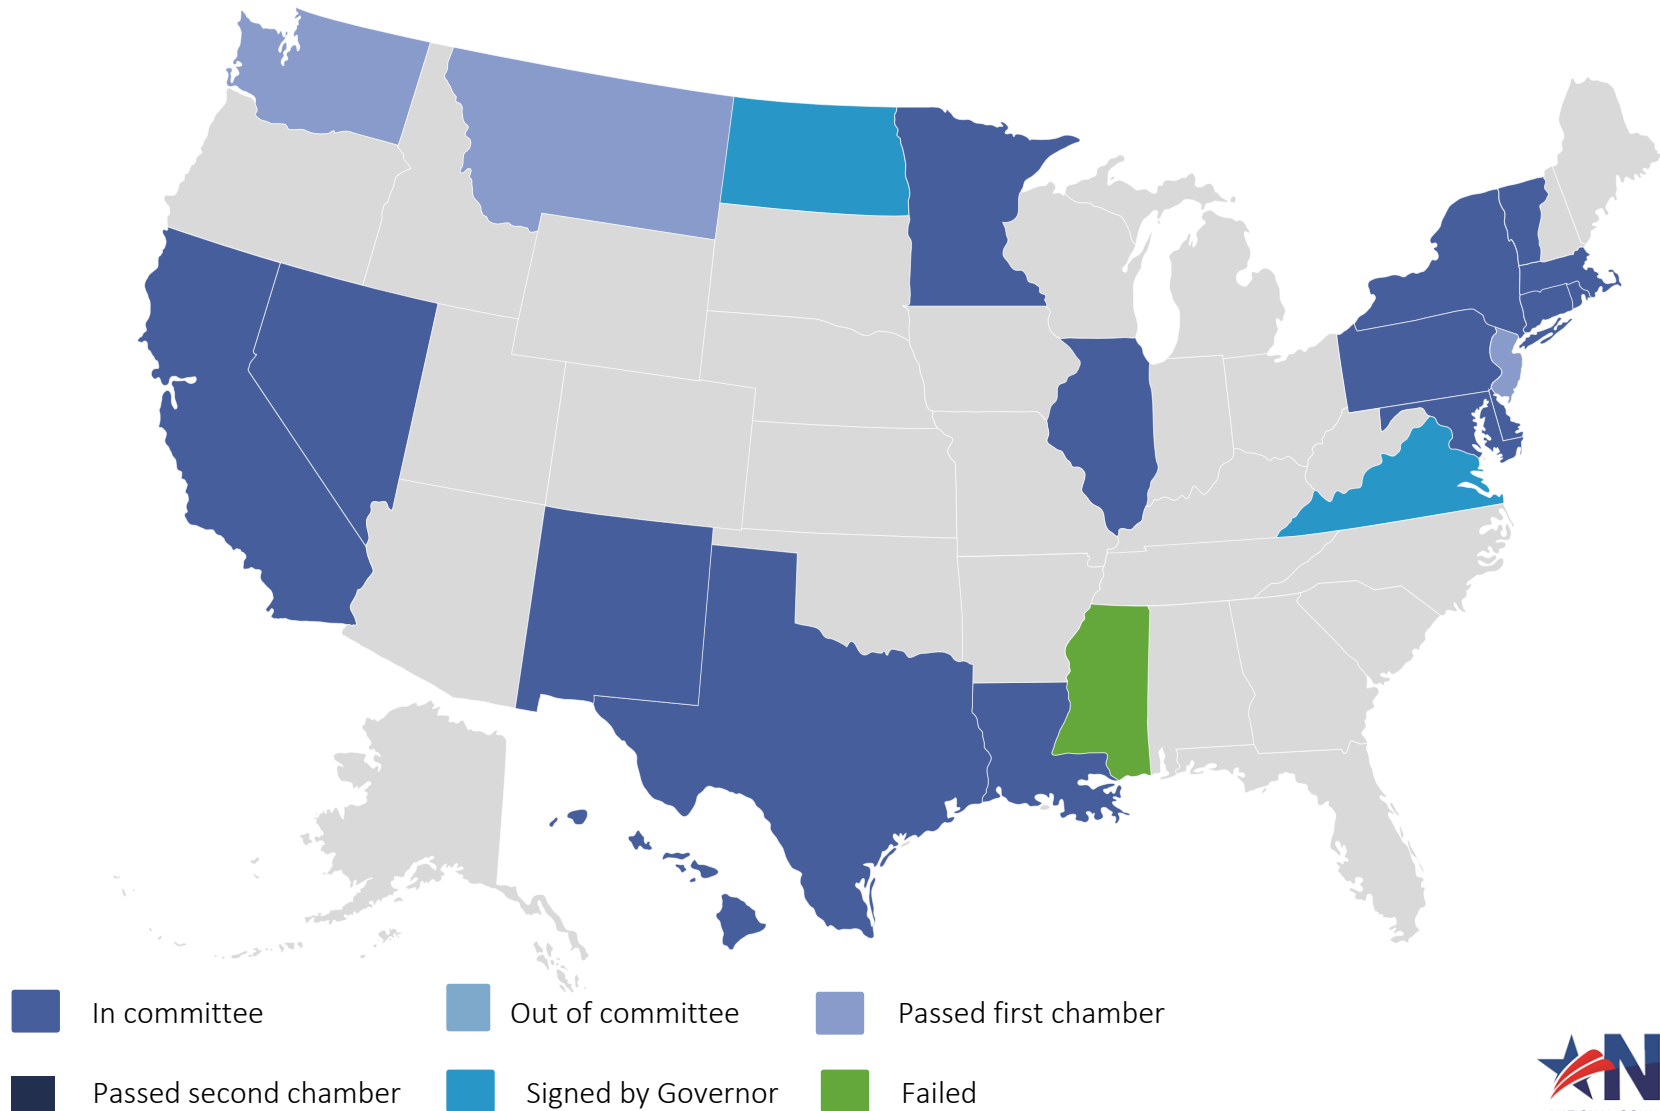 In committee
Out of committee
Passed first chamber
Passed second chamber
Signed by Governor
Failed
N